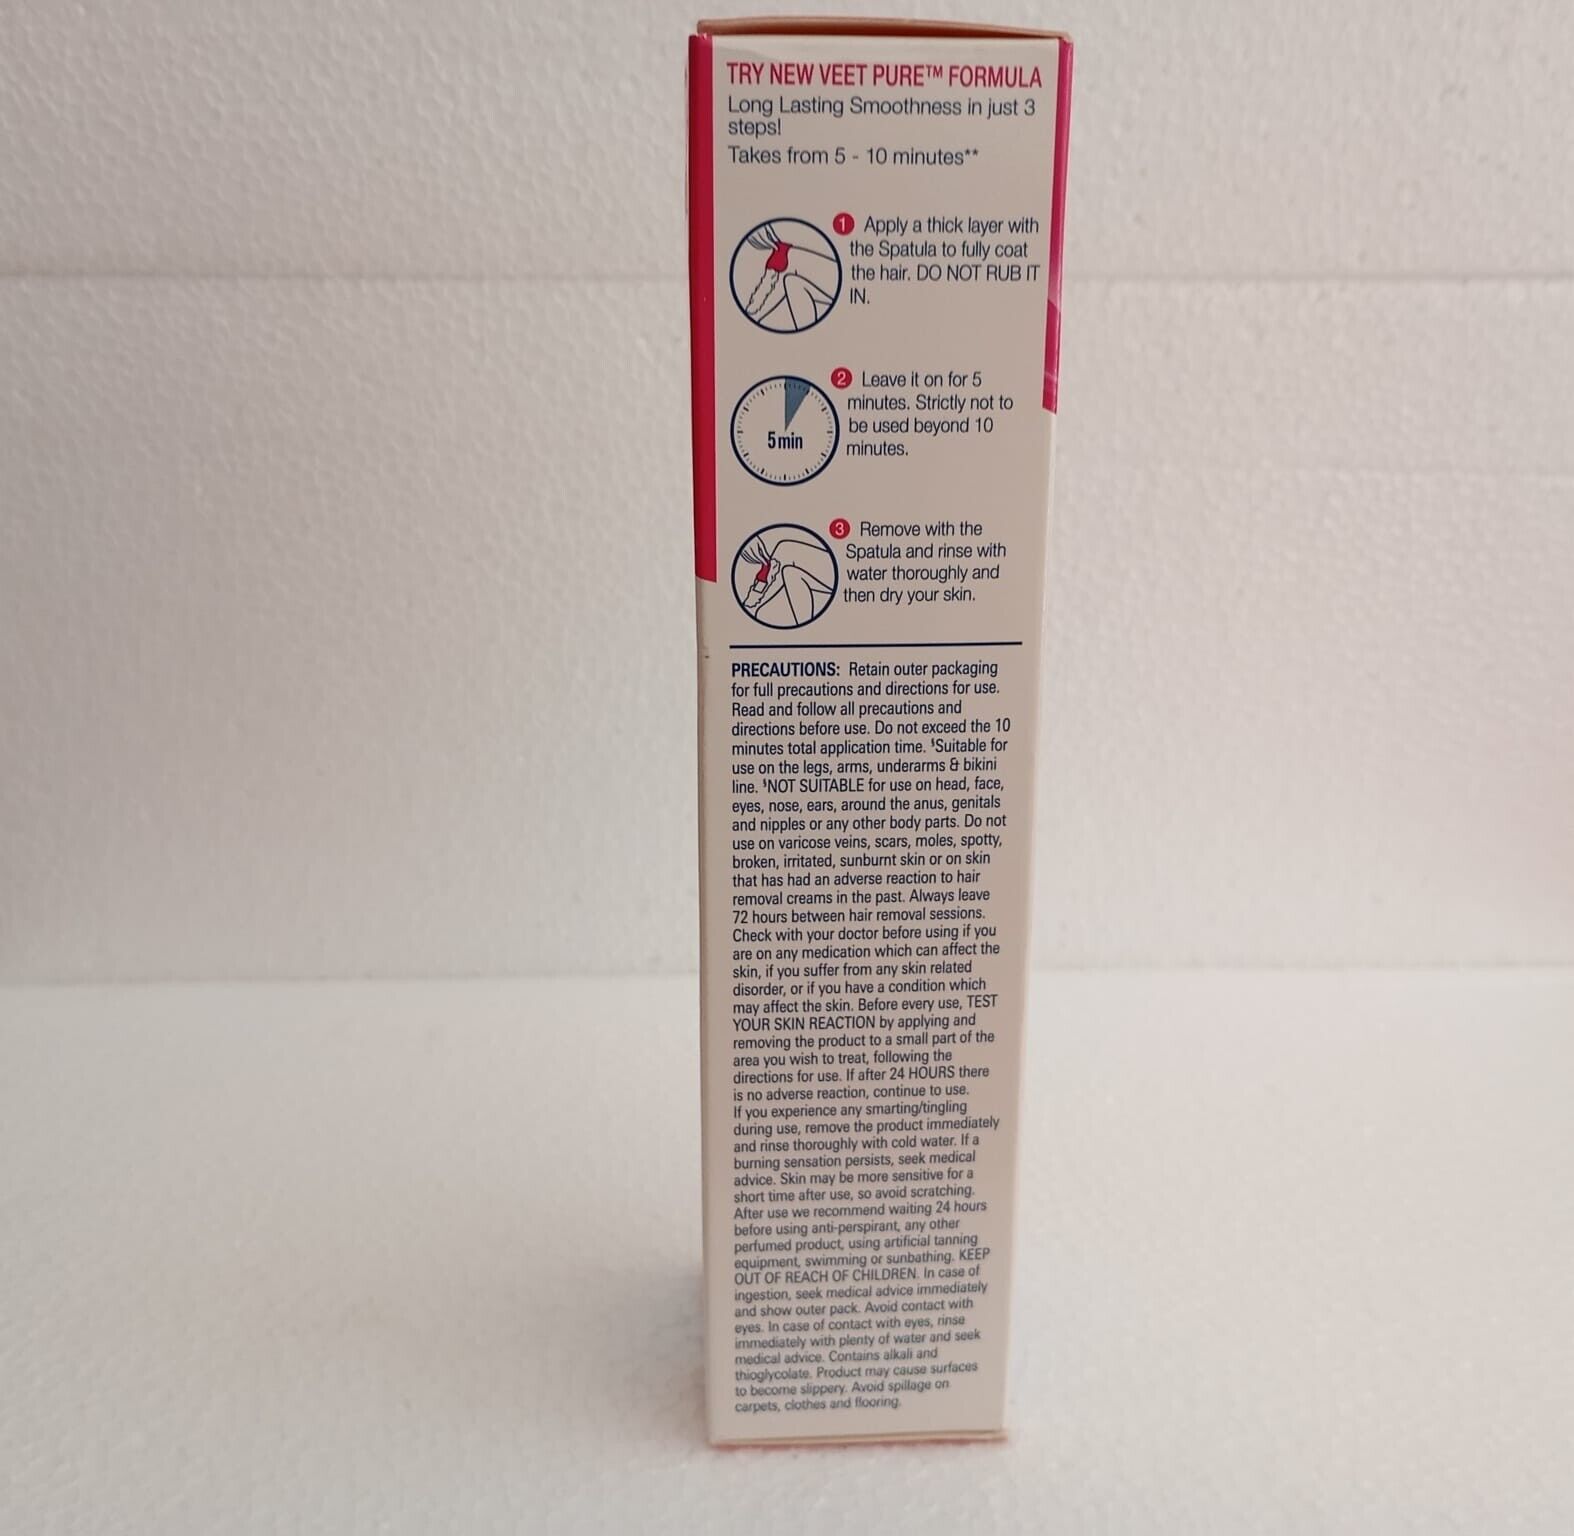 TRY NEW VEET PURE™ FORMULA
Long Lasting Smoothness in just 3
steps!
Takes from 5 - 10 minutes**
1 Apply a thick layer with
the Spatula to fully coat
the hair. DO NOT RUB IT
IN.
2 Leave it on for 5
minutes. Strictly not to
be used beyond 10
minutes.
5 min
3 Remove with the
Spatula and rinse with
water thoroughly and
then dry your skin.
PRECAUTIONS: Retain outer packaging
for full precautions and directions for use.
Read and follow all precautions and
directions before use. Do not exceed the 10
minutes total application time. §Suitable for
use on the legs, arms, underarms & bikini
line. §NOT SUITABLE for use on head, face,
eyes, nose, ears, around the anus, genitals
and nipples or any other body parts. Do not
use on varicose veins, scars, moles, spotty,
broken, irritated, sunburnt skin or on skin
that has had an adverse reaction to hair
removal creams in the past. Always leave
72 hours between hair removal sessions.
Check with your doctor before using if you
are on any medication which can affect the
skin, if you suffer from any skin related
disorder, or if you have a condition which
may affect the skin. Before every use, TEST
YOUR SKIN REACTION by applying and
removing the product to a small part of the
area you wish to treat, following the
directions for use. If after 24 HOURS there
is no adverse reaction, continue to use.
If you experience any smarting/tingling
during use, remove the product immediately
and rinse thoroughly with cold water. If a
burning sensation persists, seek medical
advice. Skin may be more sensitive for a
short time after use, so avoid scratching.
After use we recommend waiting 24 hours
before using anti-perspirant, any other
perfumed product, using artificial tanning
equipment, swimming or sunbathing. KEEP
OUT OF REACH OF CHILDREN. In case of
ingestion, seek medical advice immediately
and show outer pack. Avoid contact with
eyes. In case of contact with eyes, rinse
immediately with plenty of water and seek
medical advice. Contains alkali and
thioglycolate. Product may cause surfaces
to become slippery. Avoid spillage on
carpets, clothes and flooring.